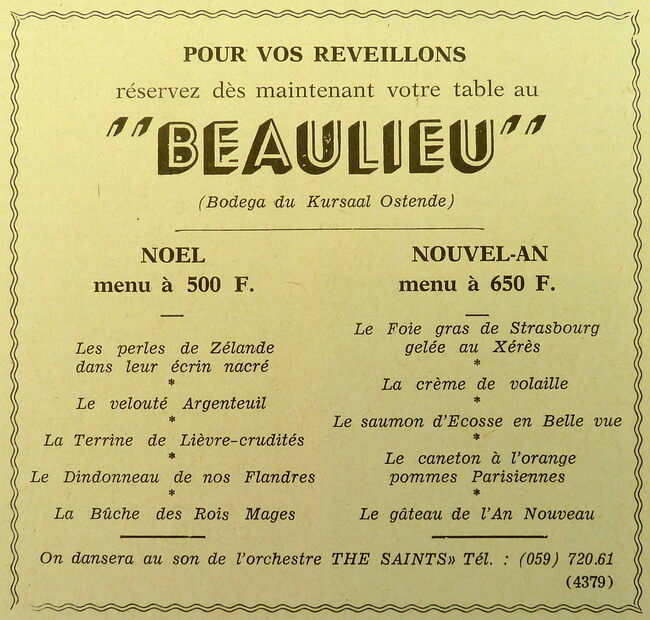 POUR VOS REVEILLONS
réservez dès maintenant votre table au
"BEAULIEU"
(Bodega du Kursaal Ostende)
NOEL
menu à 500 F.
Les perles de Zélande
dans leur écrin nacré
*
Le velouté Argenteuil
*
La Terrine de Lièvre-crudités
*
Le Dindonneau de nos Flandres
*
La Bûche des Rois Mages
NOUVEL-AN
menu à 650 F.
Le Foie gras de Strasbourg
gelée au Xérès
*
La crème de volaille
*
Le saumon d'Ecosse en Belle vue
*
Le caneton à l'orange
pommes Parisiennes
*
Le gâteau de l'An Nouveau
On dansera au son de l'orchestre THE SAINTS» Tél. : (059) 720.61
(4379)